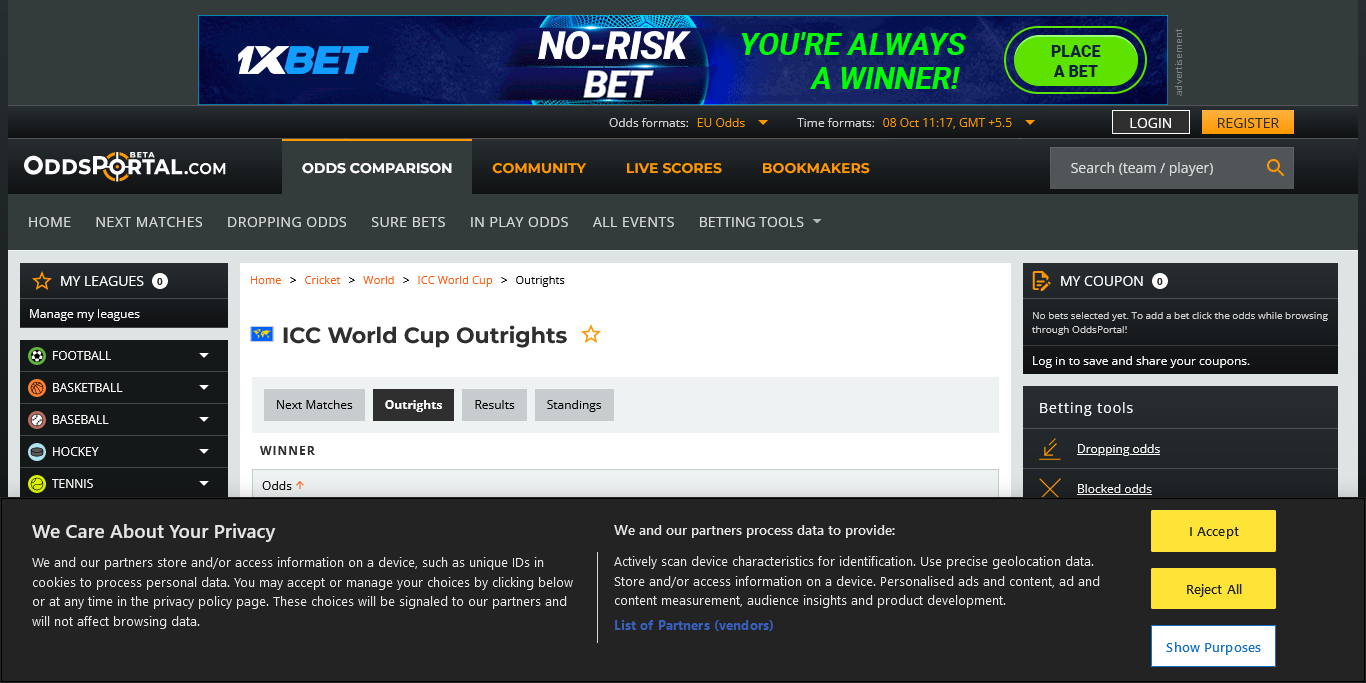 1XBET
NO-RISK
BET
YOU'RE ALWAYS
A WINNER!
PLACE
A BET
advertisement
Odds formats: EU Odds
Time formats: 08 Oct 11:17, GMT +5.5
LOGIN
REGISTER
ODDSPORTAL.COM
BETA
ODDS COMPARISON
COMMUNITY
LIVE SCORES
BOOKMAKERS
Search (team / player)
HOME
NEXT MATCHES
DROPPING ODDS
SURE BETS
IN PLAY ODDS
ALL EVENTS
BETTING TOOLS
MY LEAGUES 0
Manage my leagues
FOOTBALL
BASKETBALL
BASEBALL
HOCKEY
TENNIS
Home > Cricket > World > ICC World Cup > Outrights
ICC World Cup Outrights
Next Matches
Outrights
Results
Standings
WINNER
Odds
MY COUPON 0
No bets selected yet. To add a bet click the odds while browsing
through OddsPortal!
Log in to save and share your coupons.
Betting tools
Dropping odds
Blocked odds
We Care About Your Privacy
We and our partners store and/or access information on a device, such as unique IDs in
cookies to process personal data. You may accept or manage your choices by clicking below
or at any time in the privacy policy page. These choices will be signaled to our partners and
will not affect browsing data.
We and our partners process data to provide:
Actively scan device characteristics for identification. Use precise geolocation data.
Store and/or access information on a device. Personalised ads and content, ad and
content measurement, audience insights and product development.
List of Partners (vendors)
I Accept
Reject All
Show Purposes